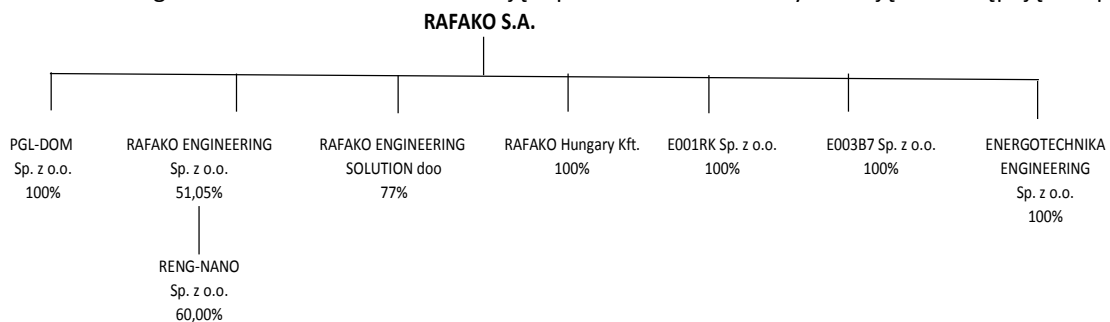 RAFAKO S.A.
PGL-DOM
Sp. z o.o.
100%
RAFAKO ENGINEERING
Sp. z o.o.
51,05%
RAFAKO ENGINEERING
SOLUTION doo
77%
RAFAKO Hungary Kft.
100%
E001RK Sp. z o.o.
100%
E003B7 Sp. z o.o.
100%
ENERGOTECHNIKA
ENGINEERING
Sp. z o.o.
100%
RENG-NANO
Sp. z o.o.
60,00%